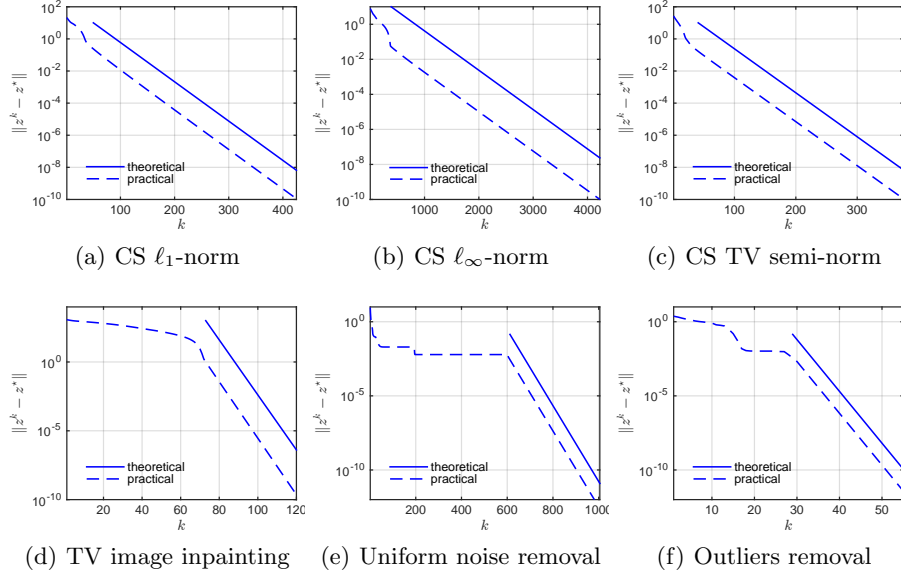 10^2
10^0
10^{-2}
10^{-4}
10^{-6}
10^{-8}
10^{-10}
‖z^k − z^⋆‖
theoretical
practical
100 200 300 400
k
(a) CS ℓ_1-norm
10^0
10^{-2}
10^{-4}
10^{-6}
10^{-8}
10^{-10}
‖z^k − z^⋆‖
theoretical
practical
1000 2000 3000 4000
k
(b) CS ℓ_∞-norm
10^2
10^0
10^{-2}
10^{-4}
10^{-6}
10^{-8}
10^{-10}
‖z^k − z^⋆‖
theoretical
practical
100 200 300
k
(c) CS TV semi-norm
10^0
10^{-5}
10^{-10}
‖z^k − z^⋆‖
theoretical
practical
0 20 40 60 80 100 120
k
(d) TV image inpainting
10^0
10^{-5}
10^{-10}
‖z^k − z^⋆‖
theoretical
practical
200 400 600 800 1000
k
(e) Uniform noise removal
10^0
10^{-5}
10^{-10}
‖z^k − z^⋆‖
theoretical
practical
10 20 30 40 50
k
(f) Outliers removal